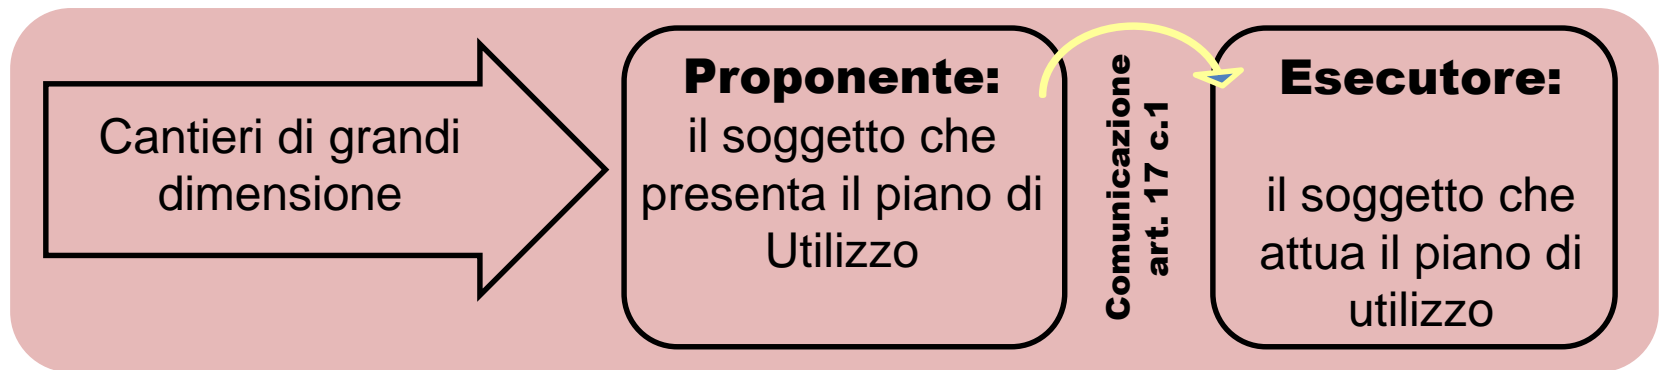 Cantieri di grandi
dimensione
Proponente:
il soggetto che
presenta il piano di
Utilizzo
Comunicazione
art. 17 c.1
Esecutore:
il soggetto che
attua il piano di
utilizzo